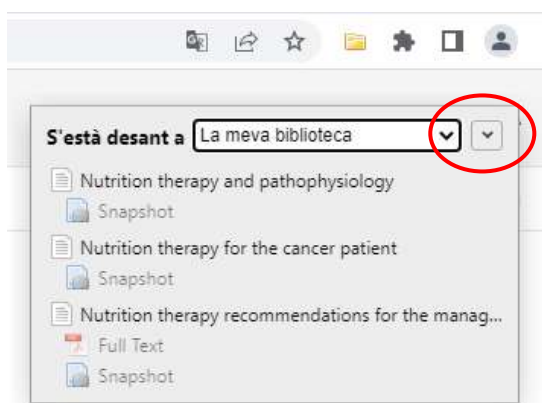 S'està desant a La meva biblioteca
Nutrition therapy and pathophysiology
Snapshot
Nutrition therapy for the cancer patient
Snapshot
Nutrition therapy recommendations for the manag...
Full Text
Snapshot